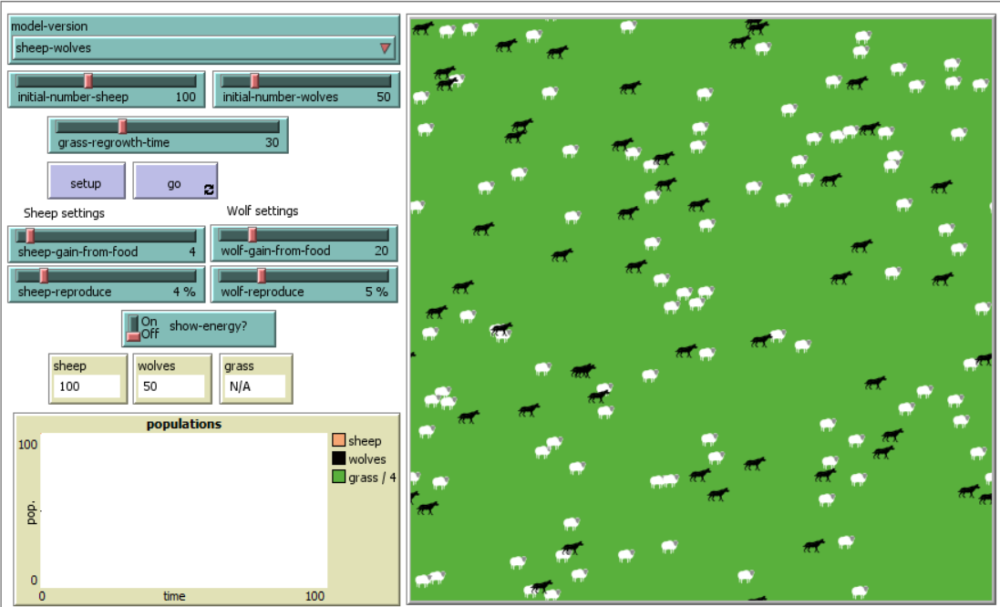 model-version
sheep-wolves
initial-number-sheep 100
initial-number-wolves 50
grass-regrowth-time 30
setup
go
Sheep settings
Wolf settings
sheep-gain-from-food 4
wolf-gain-from-food 20
sheep-reproduce 4 %
wolf-reproduce 5 %
On
Off
show-energy?
sheep
100
wolves
50
grass
N/A
populations
100
pop.
0
0
time
100
sheep
wolves
grass / 4